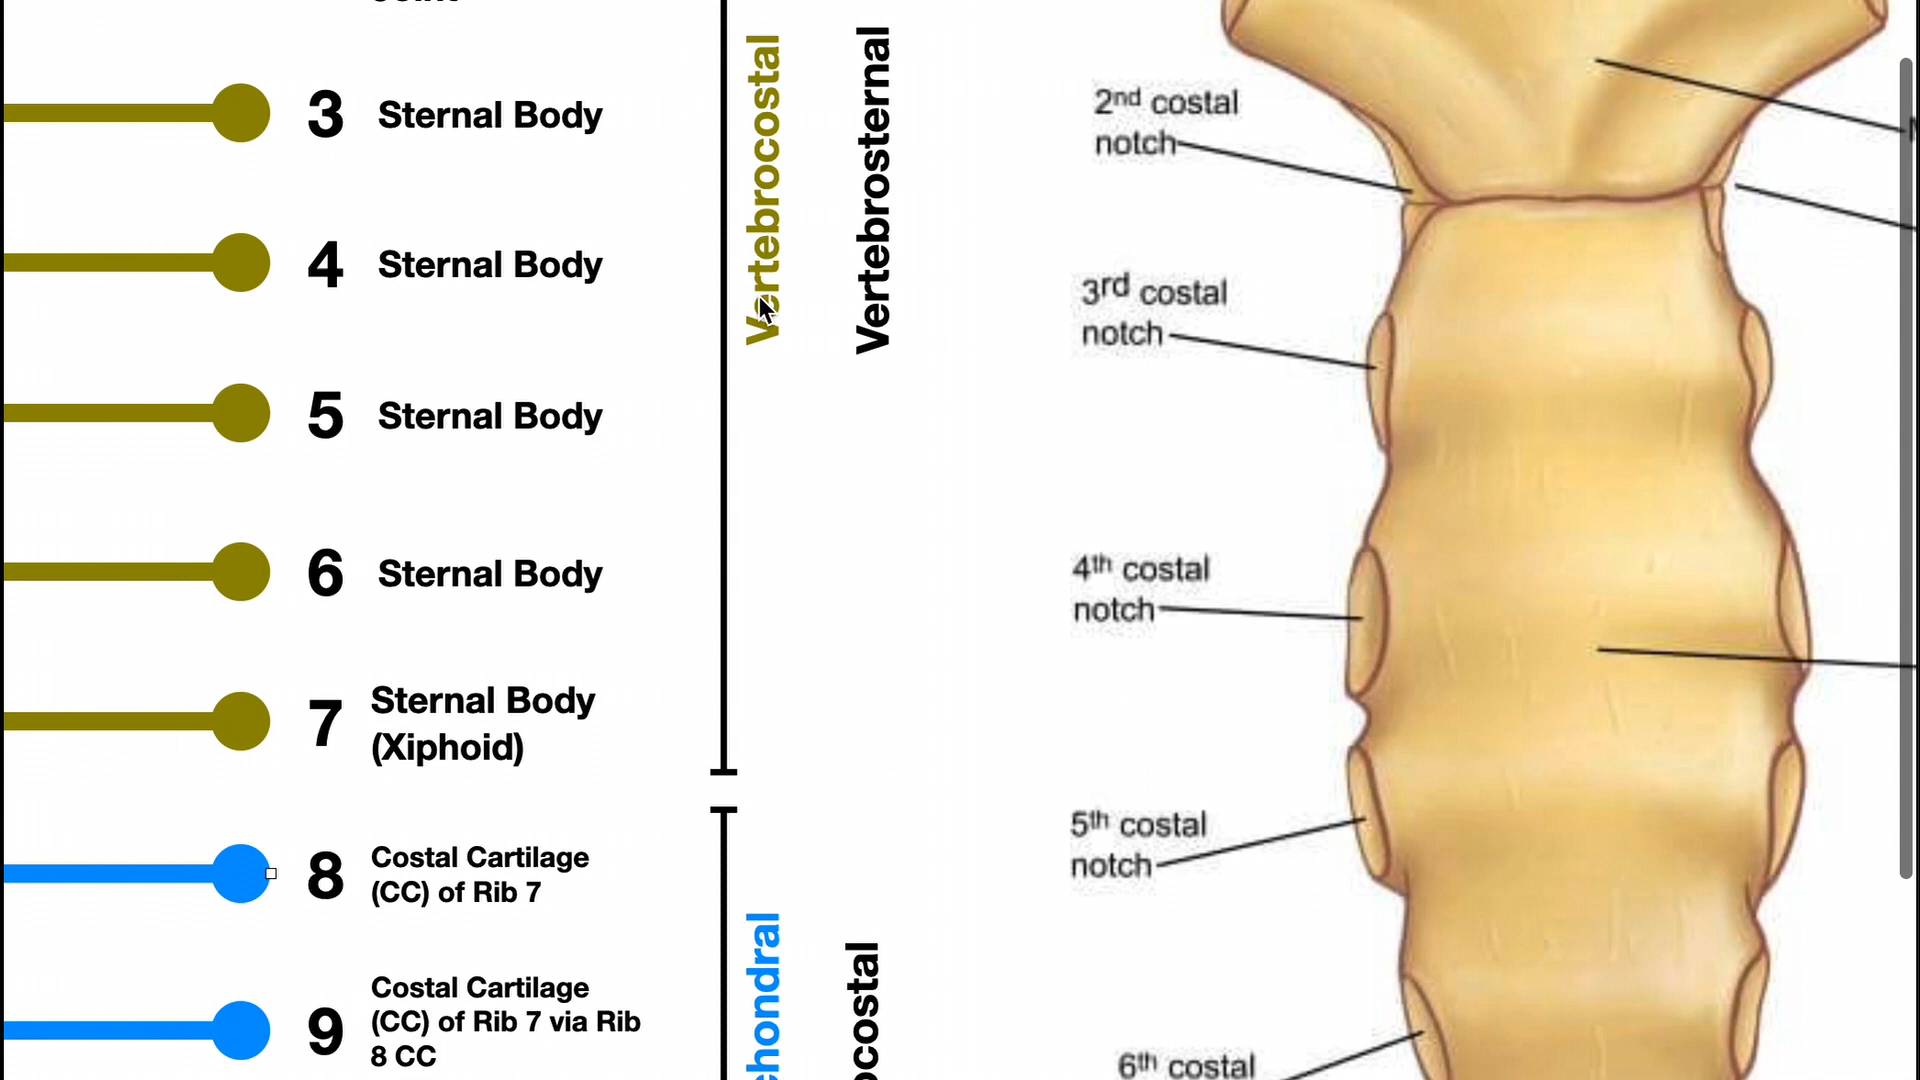 3 Sternal Body
4 Sternal Body
5 Sternal Body
6 Sternal Body
7 Sternal Body
(Xiphoid)
8 Costal Cartilage
(CC) of Rib 7
9 Costal Cartilage
(CC) of Rib 7 via Rib
8 CC
Vertebrocostal
Vertebrosternal
chondral
ocostal
2nd costal
notch
3rd costal
notch
4th costal
notch
5th costal
notch
6th costal